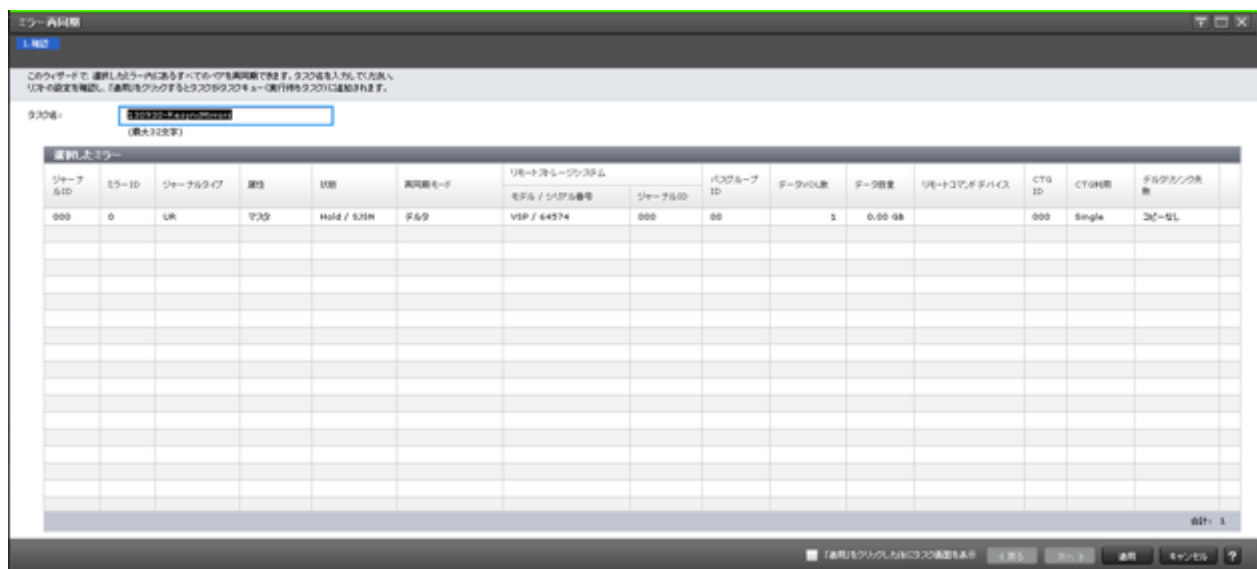 ミラー再同期
1.確認
このウィザードで、選択したミラー内にあるすべてのペアを再同期できます。タスク名を入力してください。
リストの設定を確認し、「適用」をクリックするとタスクがタスクキュー(実行待ちタスク)に追加されます。
タスク名:
(最大32文字)
選択したミラー
ジャーナルID ミラーID ジャーナルタイプ 属性 状態 再同期モード リモートストレージシステム パスグループID データVOL数 データ容量 リモートコマンドデバイス CTG ID CTG利用 デルタリシンク失敗
モデル / シリアル番号 ジャーナルID
000 0 UR マスタ Hold / SJSN デルタ VSP / 64574 000 00 1 0.00 GB 000 Single コピーなし
合計: 1
「適用」をクリックした後にタスク画面を表示 戻る 次へ 適用 キャンセル ?